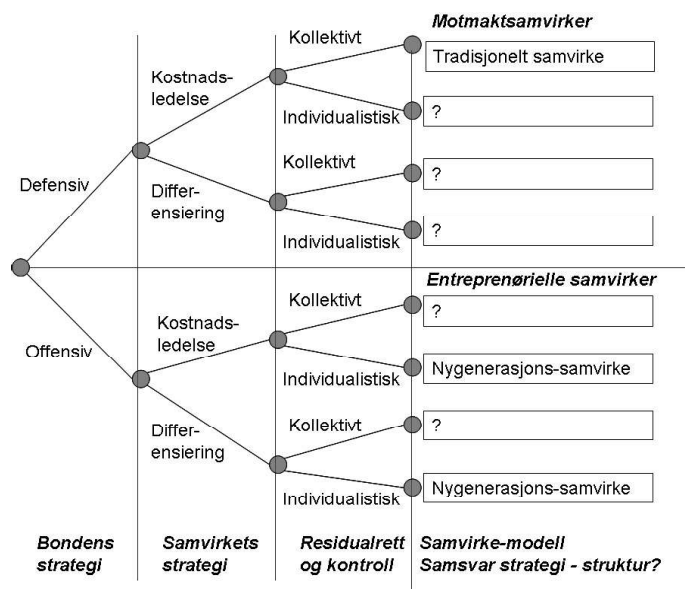 Motmaktsamvirker
Kollektivt
Tradisjonelt samvirke
Kostnads-
ledelse
Individualistisk
?
Kollektivt
?
Defensiv
Differ-
ensiering
Individualistisk
?
Entreprenørielle samvirker
Kollektivt
?
Kostnads-
ledelse
Offensiv
Individualistisk
Nygenerasjons-samvirke
Kollektivt
?
Differ-
ensiering
Individualistisk
Nygenerasjons-samvirke
Bondens
strategi
Samvirkets
strategi
Residualrett
og kontroll
Samvirke-modell
Samsvar strategi - struktur?